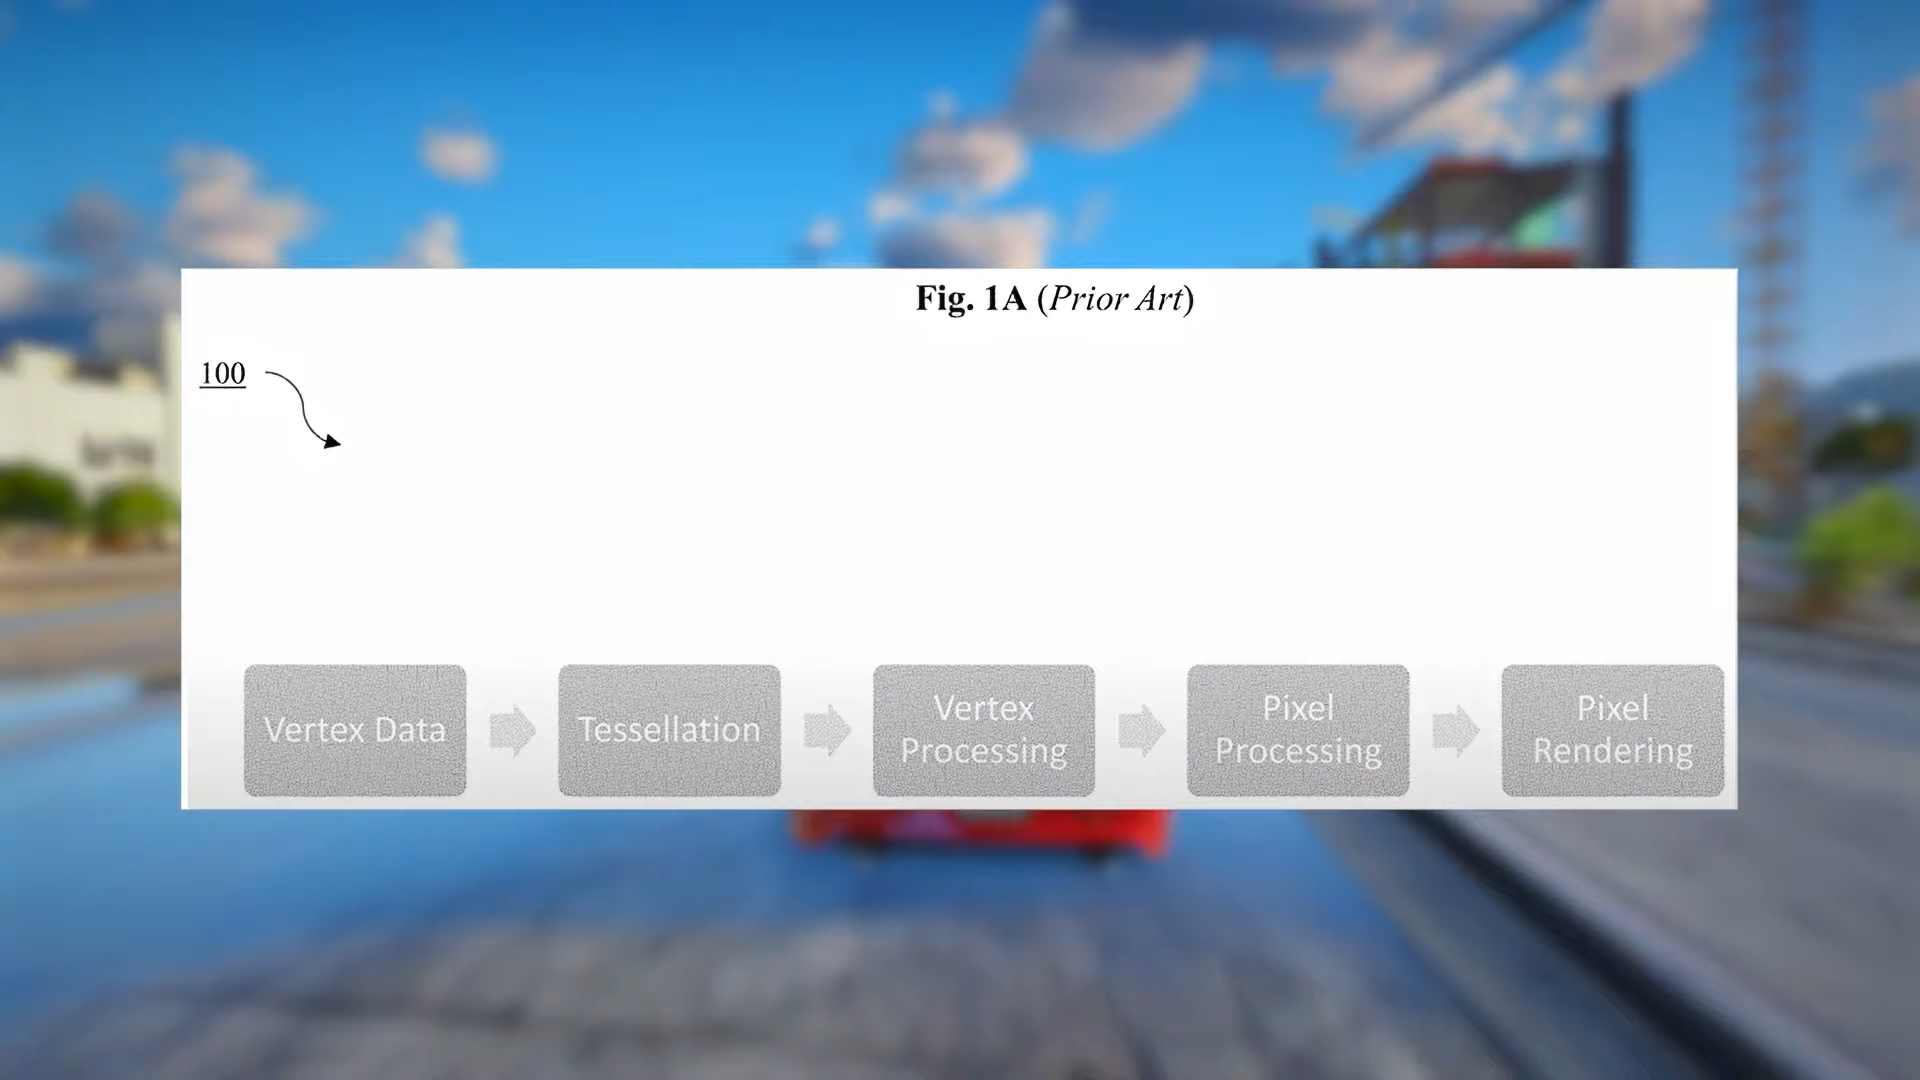 Fig. 1A (Prior Art)
100
Vertex Data
Tessellation
Vertex
Processing
Pixel
Processing
Pixel
Rendering